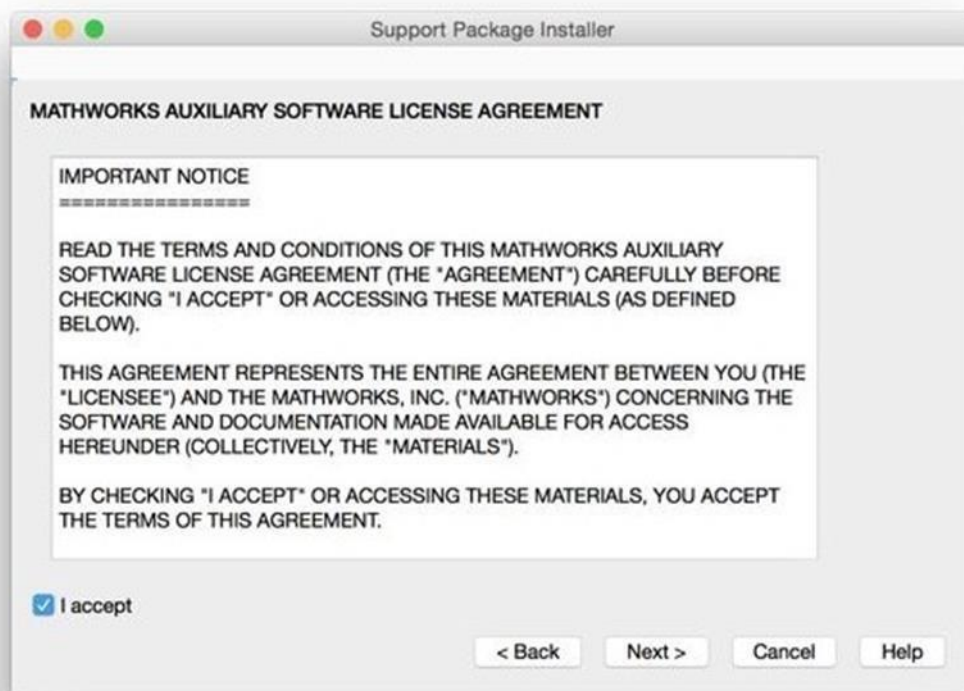 Support Package Installer
MATHWORKS AUXILIARY SOFTWARE LICENSE AGREEMENT
IMPORTANT NOTICE
================
READ THE TERMS AND CONDITIONS OF THIS MATHWORKS AUXILIARY
SOFTWARE LICENSE AGREEMENT (THE "AGREEMENT") CAREFULLY BEFORE
CHECKING "I ACCEPT" OR ACCESSING THESE MATERIALS (AS DEFINED
BELOW).
THIS AGREEMENT REPRESENTS THE ENTIRE AGREEMENT BETWEEN YOU (THE
"LICENSEE") AND THE MATHWORKS, INC. ("MATHWORKS") CONCERNING THE
SOFTWARE AND DOCUMENTATION MADE AVAILABLE FOR ACCESS
HEREUNDER (COLLECTIVELY, THE "MATERIALS").
BY CHECKING "I ACCEPT" OR ACCESSING THESE MATERIALS, YOU ACCEPT
THE TERMS OF THIS AGREEMENT.
I accept
< Back Next > Cancel Help